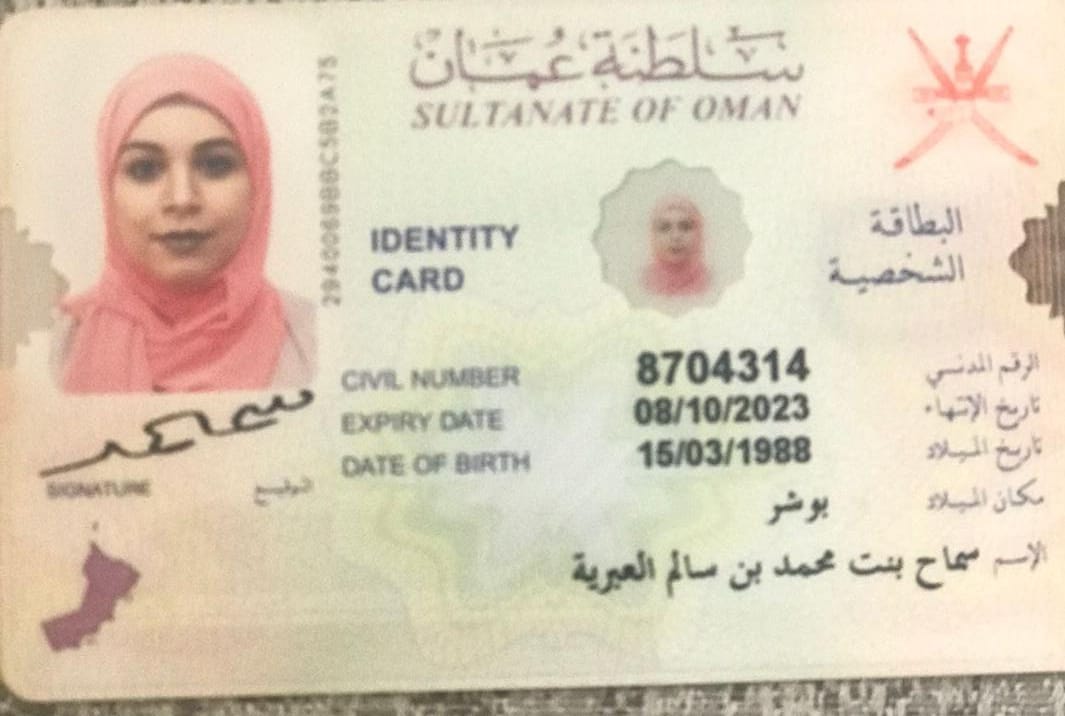 سلطنة عمان
SULTANATE OF OMAN
IDENTITY
CARD
البطاقة
الشخصية
CIVIL NUMBER 8704314 الرقم المدني
EXPIRY DATE 08/10/2023 تاريخ الإنتهاء
DATE OF BIRTH 15/03/1988 تاريخ الميلاد
SIGNATURE التوقيع
بوشر مكان الميلاد
الإسم سماح بنت محمد بن سالم العبرية